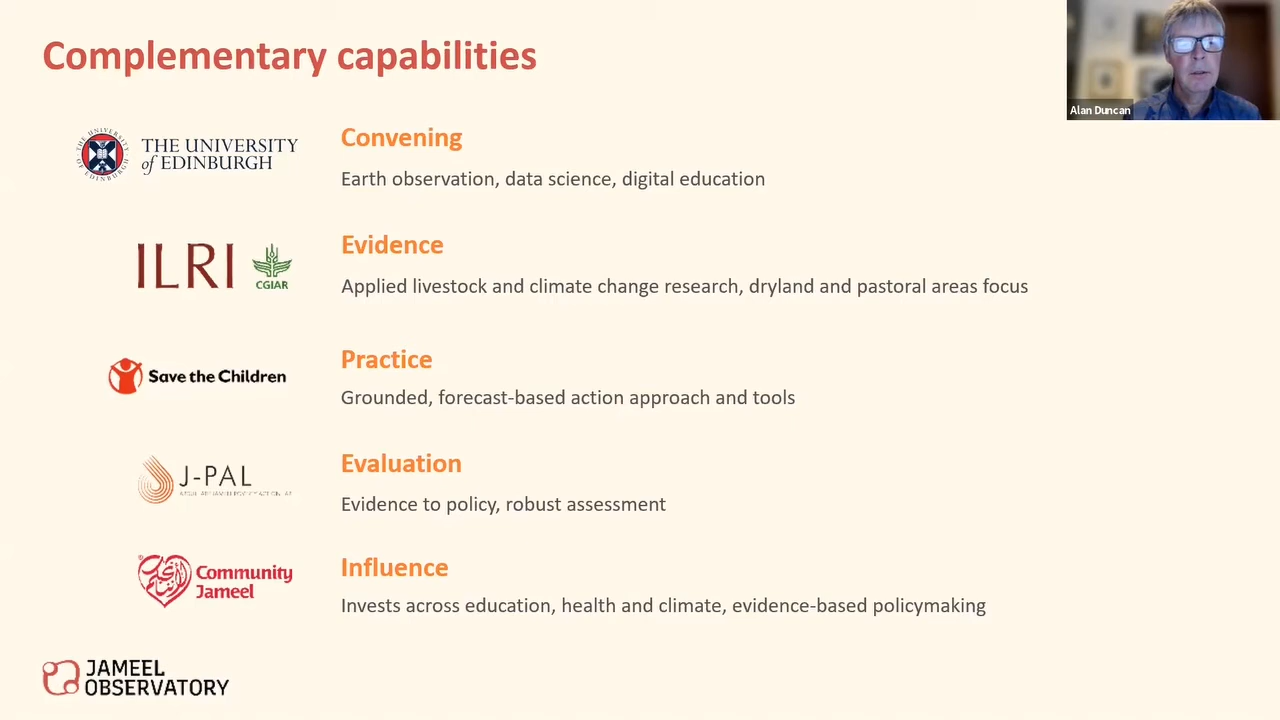 Complementary capabilities
Alan Duncan
THE UNIVERSITY
of EDINBURGH
Convening
Earth observation, data science, digital education
ILRI
CGIAR
Evidence
Applied livestock and climate change research, dryland and pastoral areas focus
Save the Children
Practice
Grounded, forecast-based action approach and tools
J-PAL
Evaluation
Evidence to policy, robust assessment
Community
Jameel
Influence
Invests across education, health and climate, evidence-based policymaking
JAMEEL
OBSERVATORY